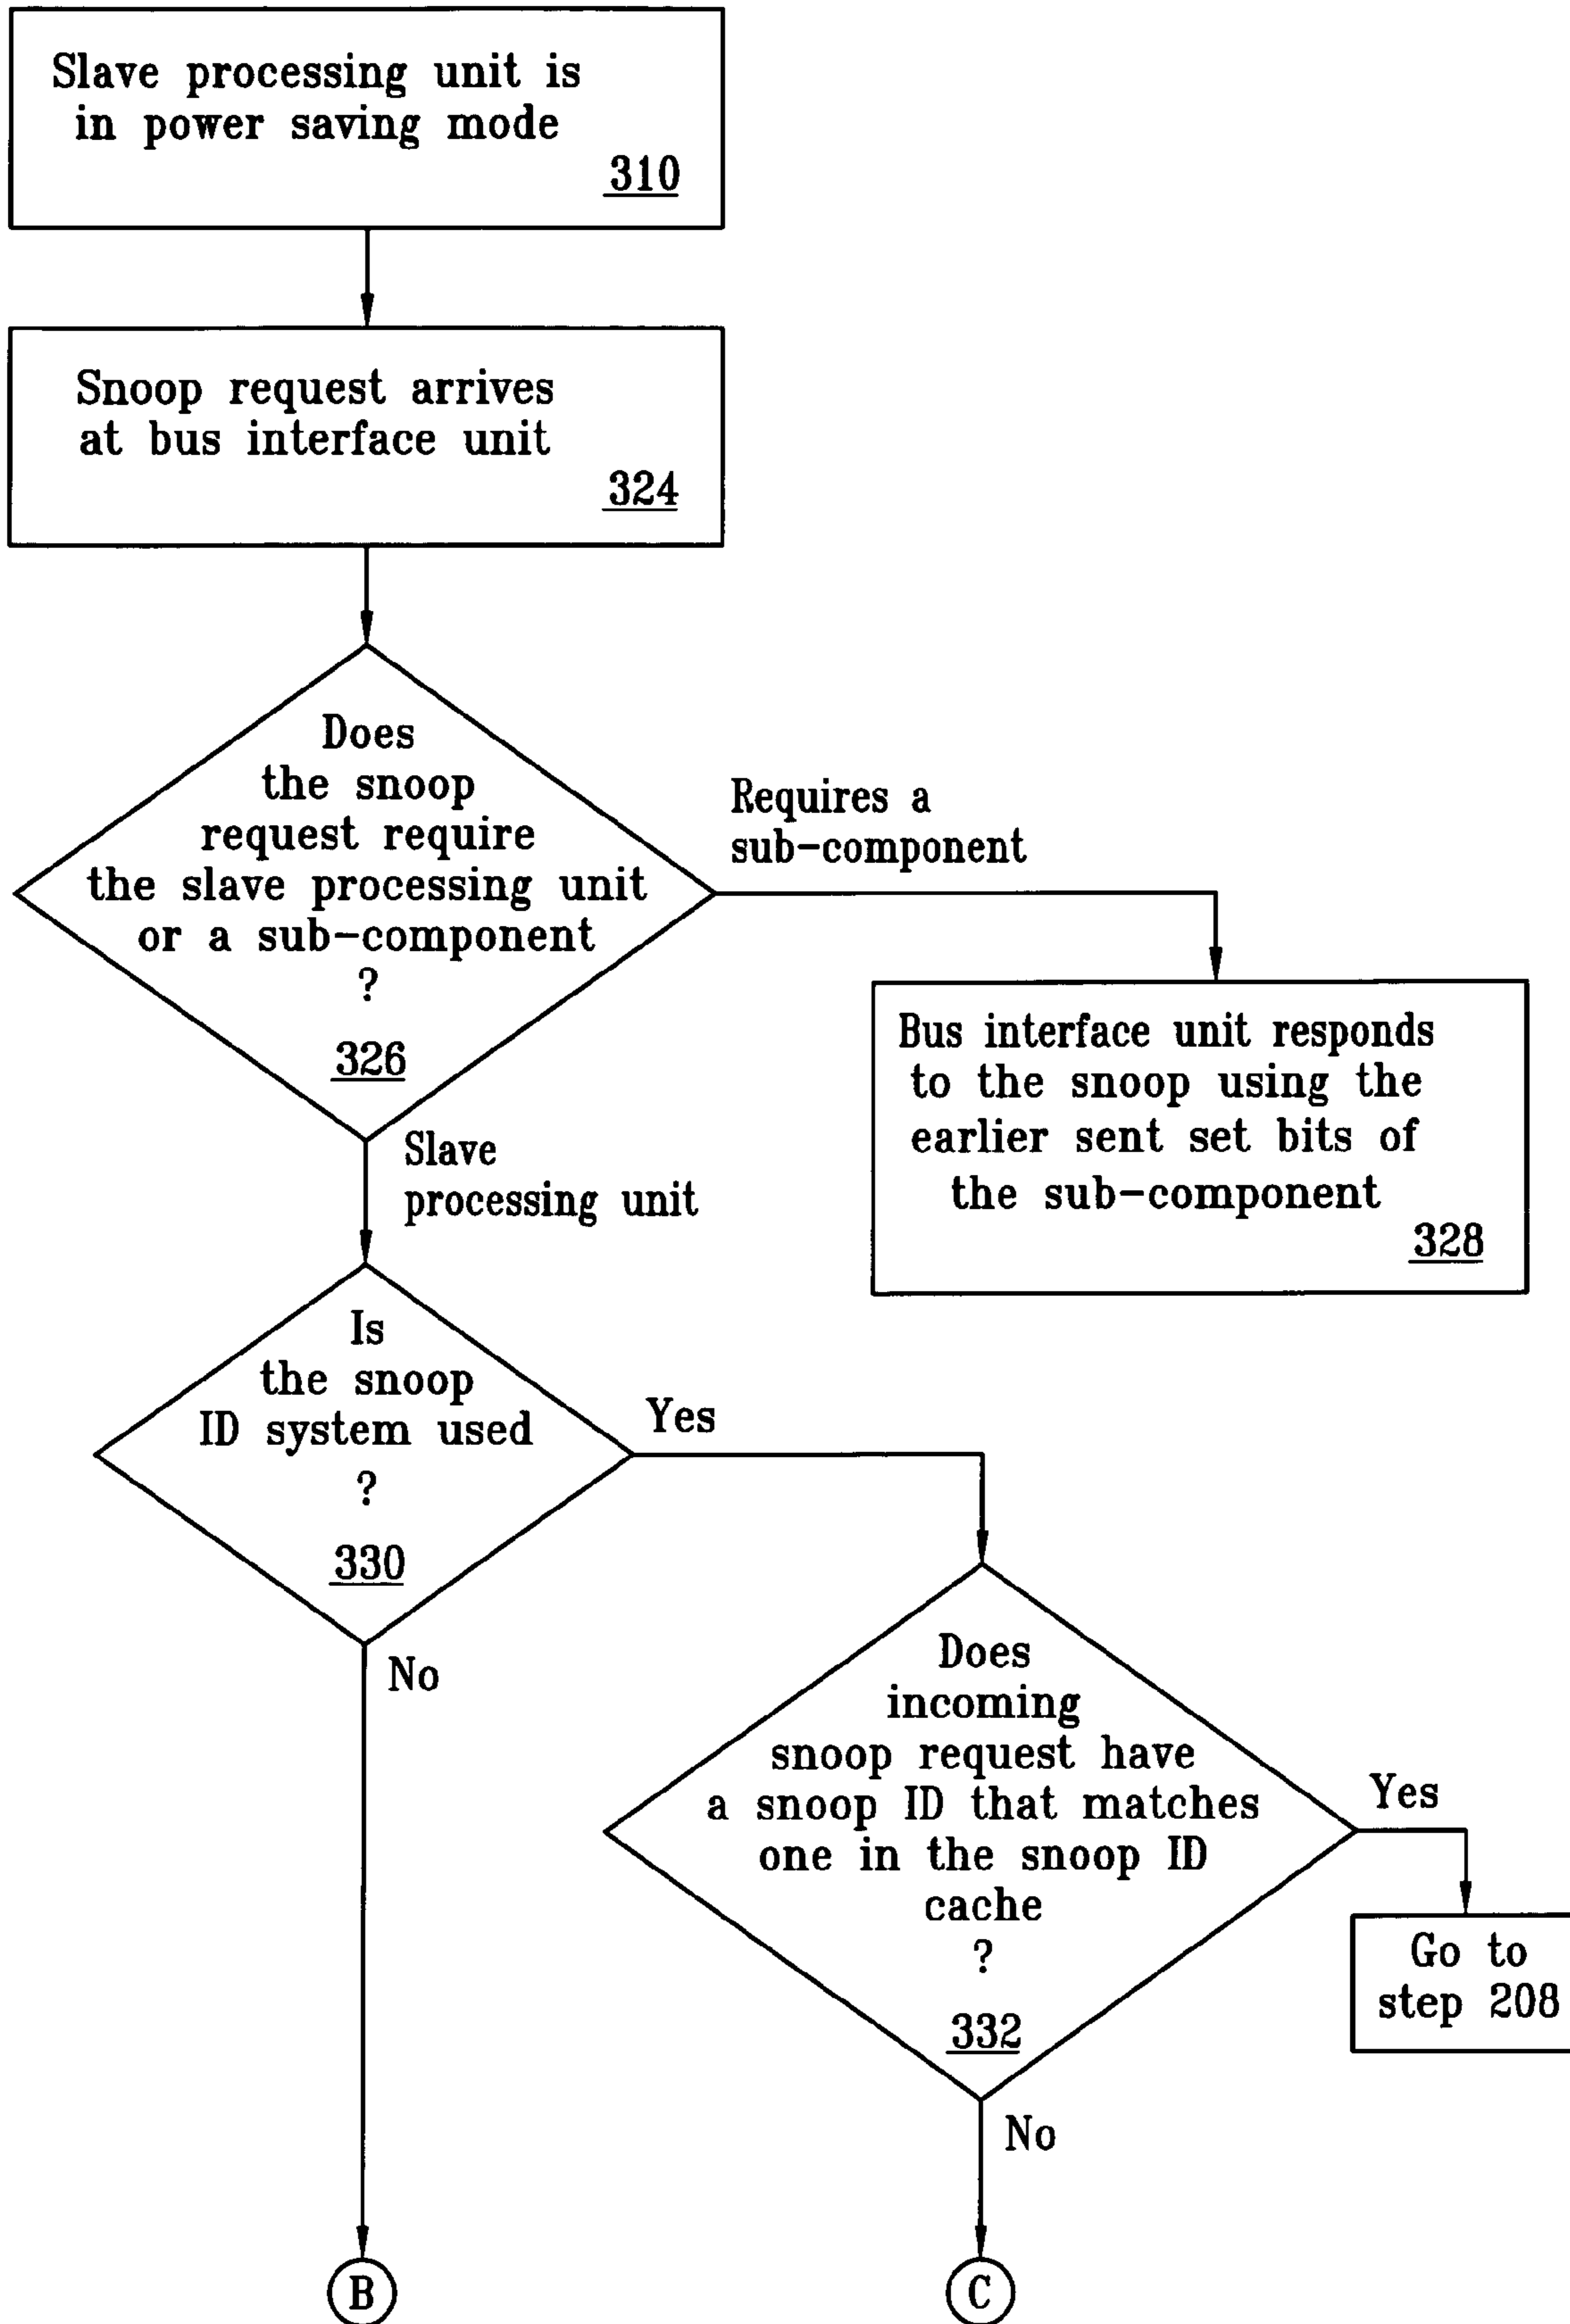 Slave processing unit is
in power saving mode
310
Snoop request arrives
at bus interface unit
324
Does
the snoop
request require
the slave processing unit
or a sub-component
?
326
Requires a
sub-component
Bus interface unit responds
to the snoop using the
earlier sent set bits of
the sub-component
328
Slave
processing unit
Is
the snoop
ID system used
?
330
Yes
No
Does
incoming
snoop request have
a snoop ID that matches
one in the snoop ID
cache
?
332
Yes
Go to
step 208
No
B
C